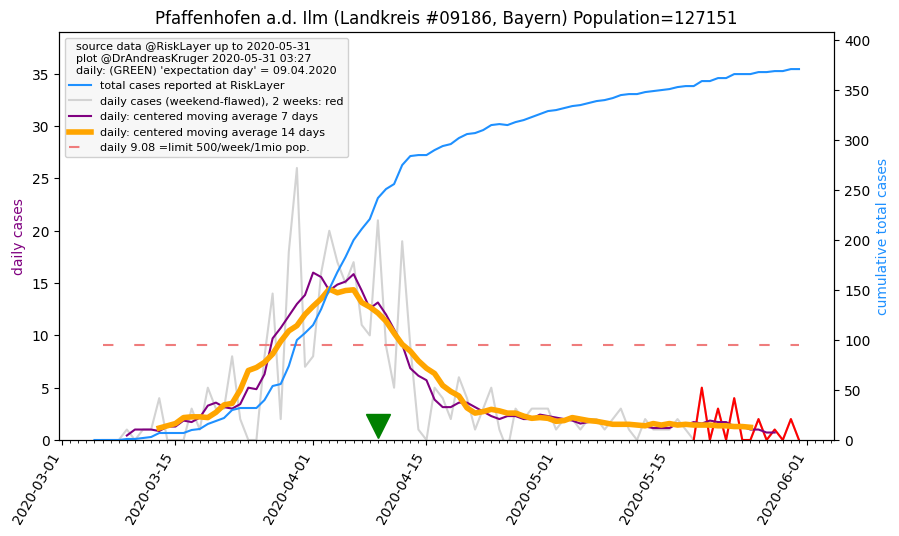 Pfaffenhofen a.d. Ilm (Landkreis #09186, Bayern) Population=127151
source data @RiskLayer up to 2020-05-31
plot @DrAndreasKruger 2020-05-31 03:27
daily: (GREEN) 'expectation day' = 09.04.2020
total cases reported at RiskLayer
daily cases (weekend-flawed), 2 weeks: red
daily: centered moving average 7 days
daily: centered moving average 14 days
daily 9.08 =limit 500/week/1mio pop.
daily cases
35
30
25
20
15
10
5
0
cumulative total cases
400
350
300
250
200
150
100
50
0
2020-03-01
2020-03-15
2020-04-01
2020-04-15
2020-05-01
2020-05-15
2020-06-01